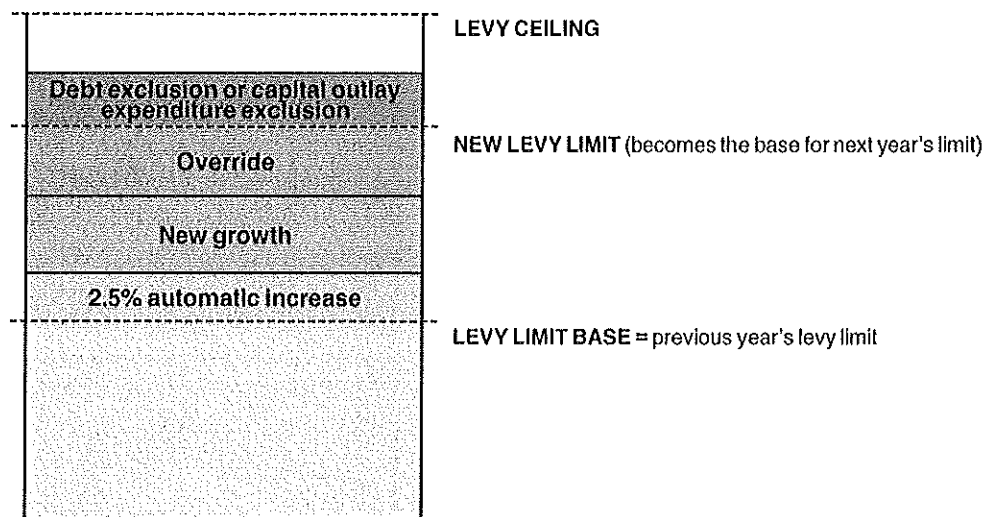 LEVY CEILING
Debt exclusion or capital outlay
expenditure exclusion
NEW LEVY LIMIT (becomes the base for next year's limit)
Override
New growth
2.5% automatic increase
LEVY LIMIT BASE = previous year's levy limit